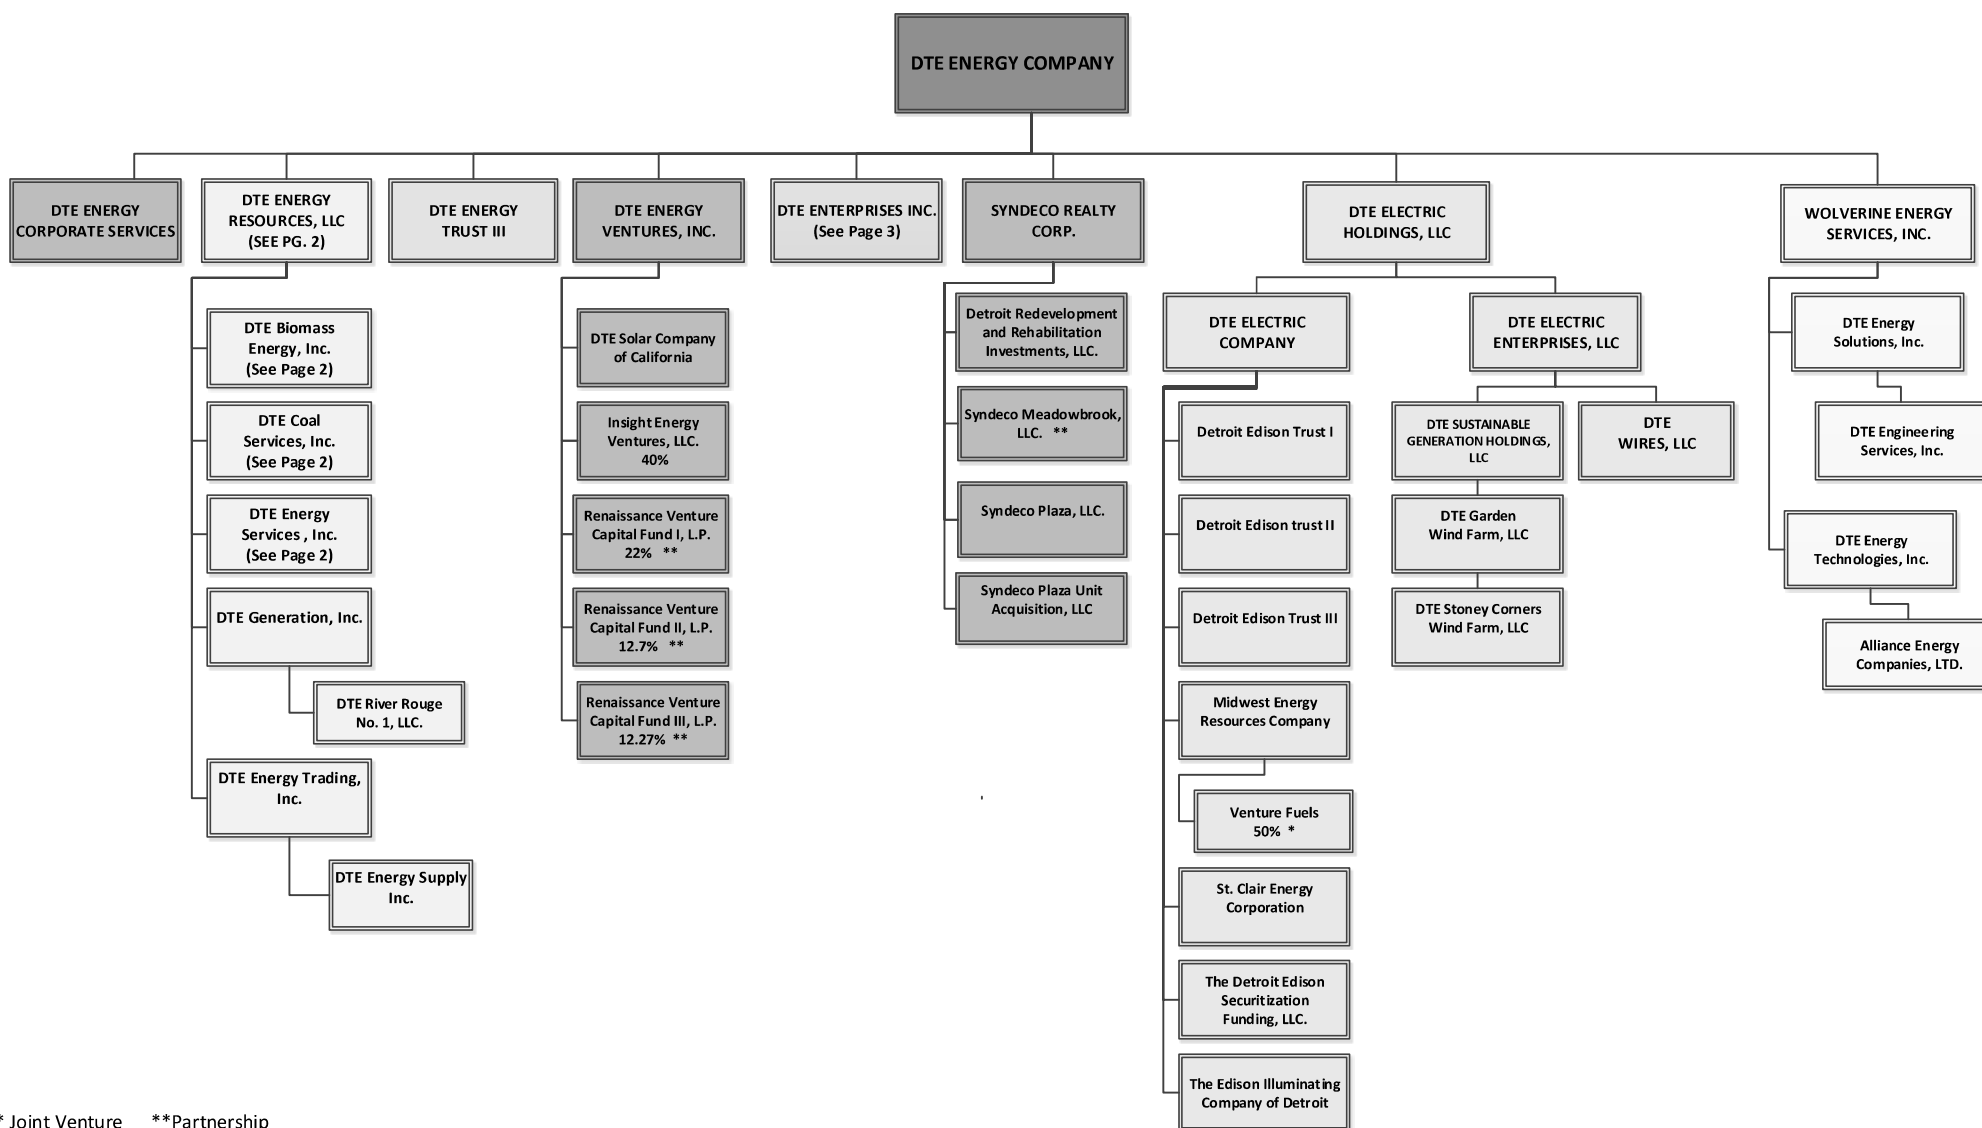 DTE ENERGY COMPANY
DTE ENERGY
CORPORATE SERVICES
DTE ENERGY
RESOURCES, LLC
(SEE PG. 2)
DTE ENERGY
TRUST III
DTE ENERGY
VENTURES, INC.
DTE ENTERPRISES INC.
(See Page 3)
SYNDECO REALTY
CORP.
DTE ELECTRIC
HOLDINGS, LLC
WOLVERINE ENERGY
SERVICES, INC.
DTE Biomass
Energy, Inc.
(See Page 2)
DTE Coal
Services, Inc.
(See Page 2)
DTE Energy
Services , Inc.
(See Page 2)
DTE Generation, Inc.
DTE River Rouge
No. 1, LLC.
DTE Energy Trading,
Inc.
DTE Energy Supply
Inc.
DTE Solar Company
of California
Insight Energy
Ventures, LLC.
40%
Renaissance Venture
Capital Fund I, L.P.
22% **
Renaissance Venture
Capital Fund II, L.P.
12.7% **
Renaissance Venture
Capital Fund III, L.P.
12.27% **
Detroit Redevelopment
and Rehabilitation
Investments, LLC.
Syndeco Meadowbrook,
LLC. **
Syndeco Plaza, LLC.
Syndeco Plaza Unit
Acquisition, LLC
DTE ELECTRIC
COMPANY
Detroit Edison Trust I
Detroit Edison trust II
Detroit Edison Trust III
Midwest Energy
Resources Company
Venture Fuels
50% *
St. Clair Energy
Corporation
The Detroit Edison
Securitization
Funding, LLC.
The Edison Illuminating
Company of Detroit
DTE ELECTRIC
ENTERPRISES, LLC
DTE SUSTAINABLE
GENERATION HOLDINGS,
LLC
DTE
WIRES, LLC
DTE Garden
Wind Farm, LLC
DTE Stoney Corners
Wind Farm, LLC
DTE Energy
Solutions, Inc.
DTE Engineering
Services, Inc.
DTE Energy
Technologies, Inc.
Alliance Energy
Companies, LTD.
* Joint Venture **Partnership